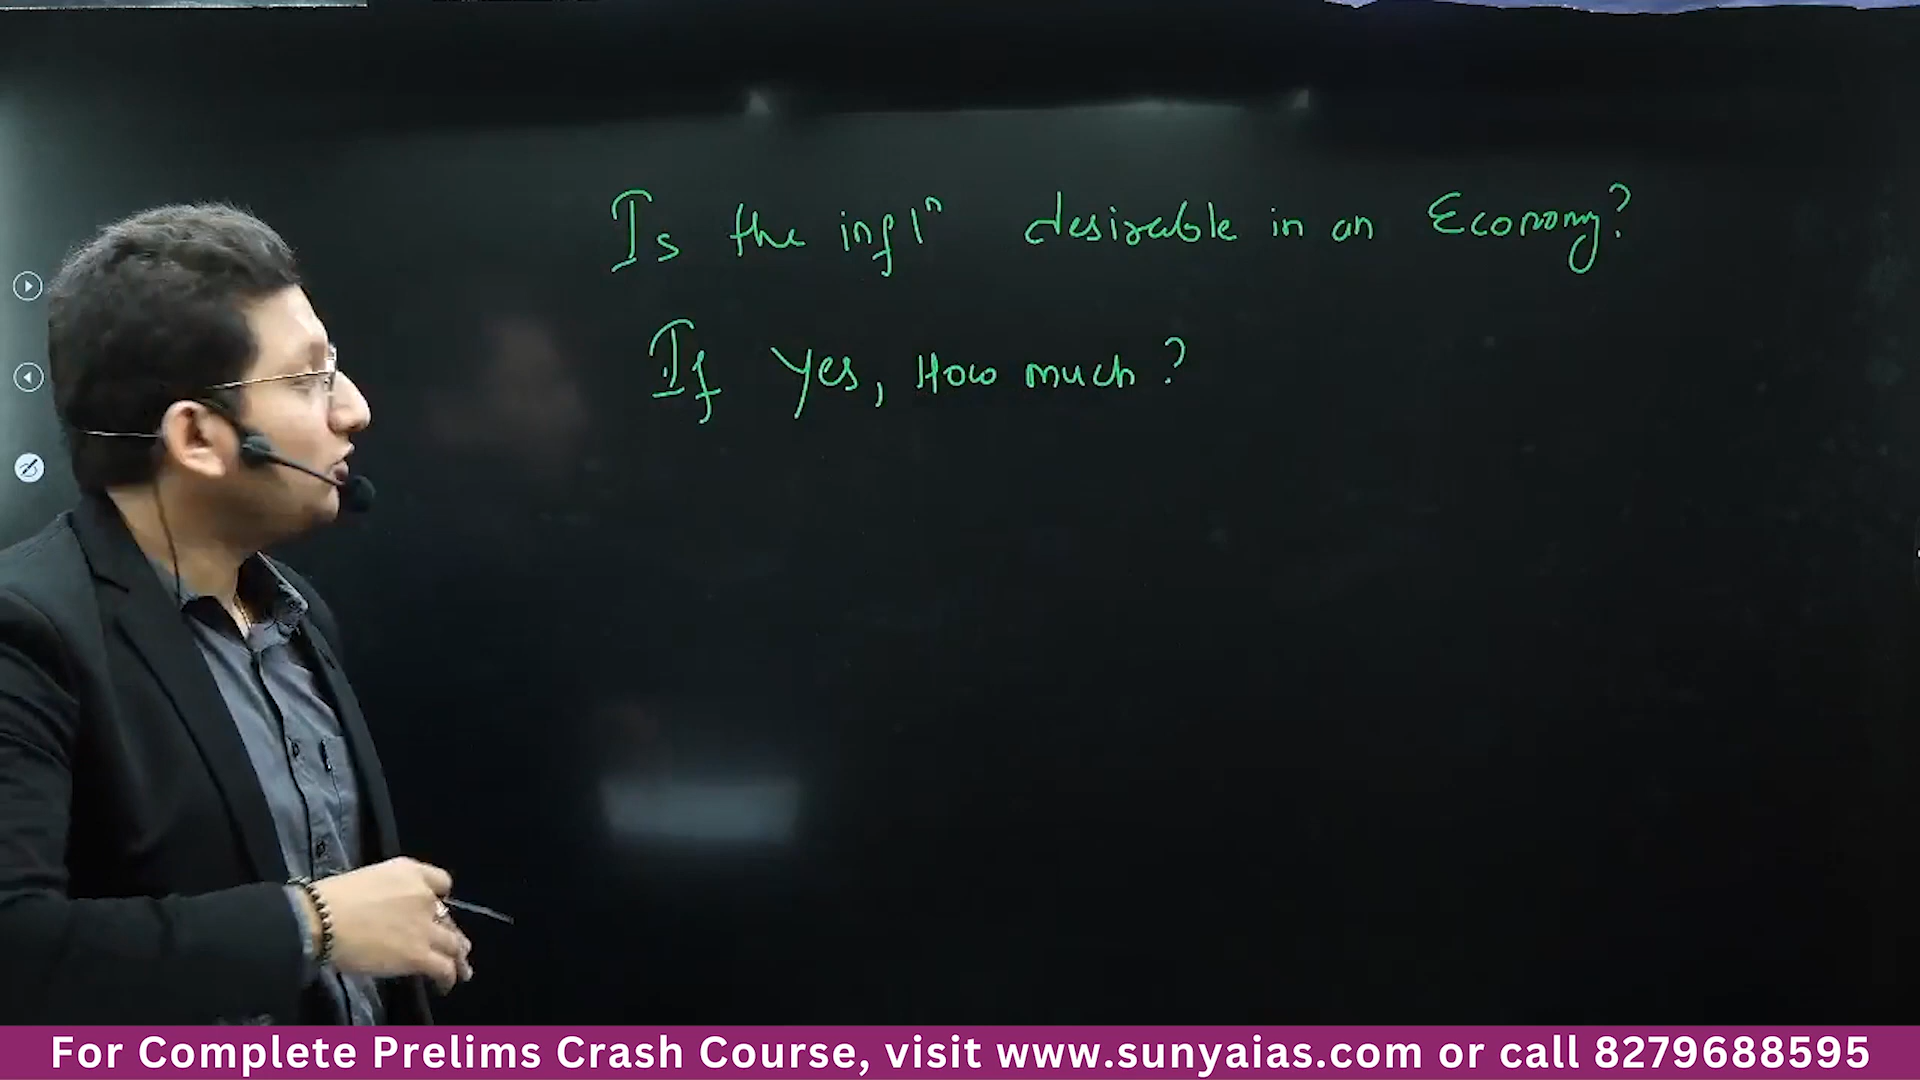 Is the inflⁿ desirable in an Economy?
If Yes, How much?
For Complete Prelims Crash Course, visit www.sunyaias.com or call 8279688595